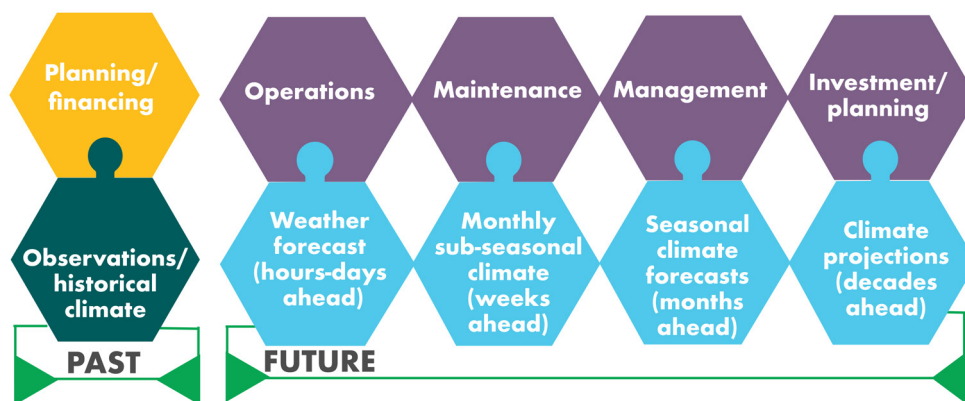 Planning/
financing
Operations
Maintenance
Management
Investment/
planning
Observations/
historical
climate
Weather
forecast
(hours-days
ahead)
Monthly
sub-seasonal
climate
(weeks
ahead)
Seasonal
climate
forecasts
(months
ahead)
Climate
projections
(decades
ahead)
PAST
FUTURE